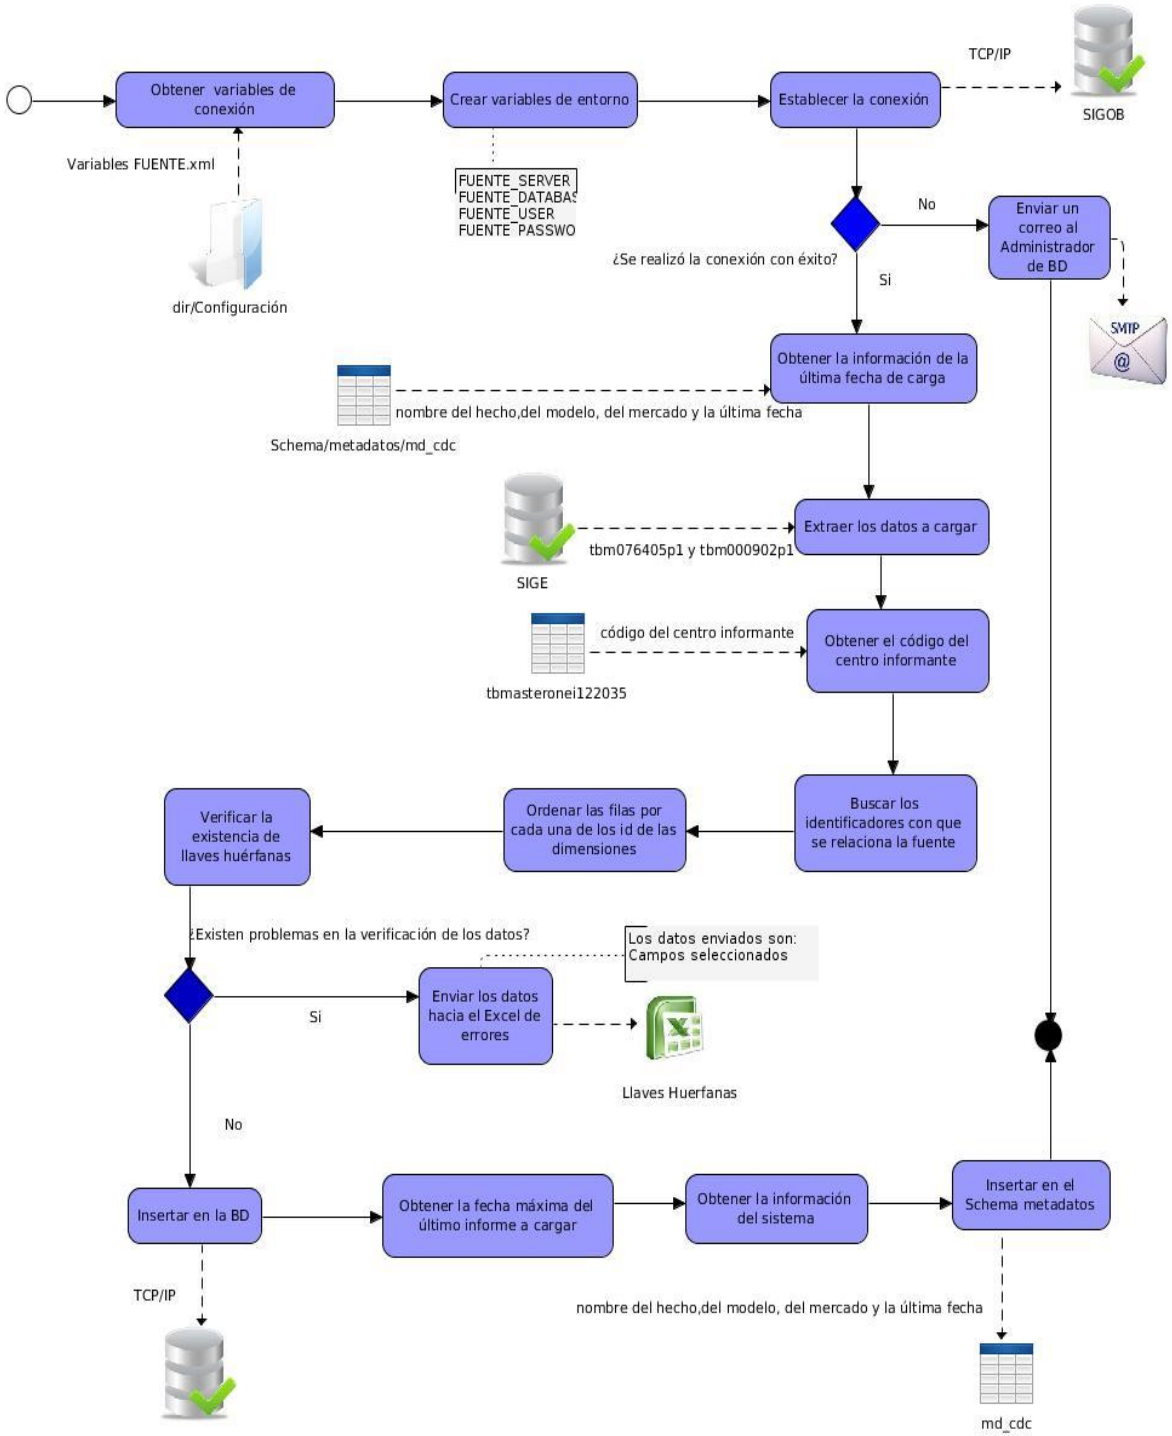 TCP/IP
SIGOB
Obtener variables de
conexión
Crear variables de entorno
Establecer la conexión
Variables FUENTE.xml
dir/Configuración
FUENTE_SERVER
FUENTE_DATABAS
FUENTE_USER
FUENTE_PASSWO
No
Enviar un
correo al
Administrador
de BD
¿Se realizó la conexión con éxito?
Si
SMTP
@
Obtener la información de la
última fecha de carga
nombre del hecho,del modelo, del mercado y la última fecha
Schema/metadatos/md_cdc
Extraer los datos a cargar
tbm076405p1 y tbm000902p1
SIGE
código del centro informante
Obtener el código del
centro informante
tbmasteronei122035
Verificar la
existencia de
llaves huérfanas
Ordenar las filas por
cada una de los id de las
dimensiones
Buscar los
identificadores con que
se relaciona la fuente
¿Existen problemas en la verificación de los datos?
Los datos enviados son:
Campos seleccionados
Si
Enviar los datos
hacia el Excel de
errores
X
Llaves Huerfanas
No
Insertar en la BD
Obtener la fecha máxima del
último informe a cargar
Obtener la información
del sistema
Insertar en el
Schema metadatos
TCP/IP
nombre del hecho,del modelo, del mercado y la última fecha
md_cdc